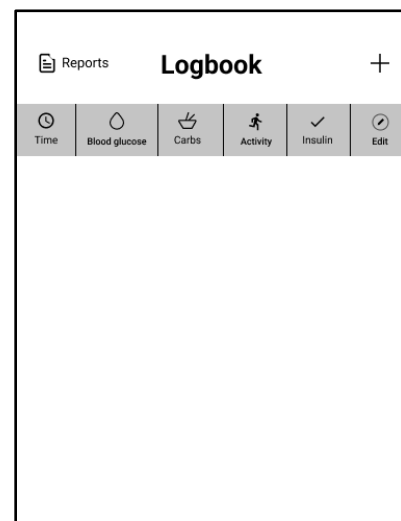 Reports
Logbook
Time
Blood glucose
Carbs
Activity
Insulin
Edit